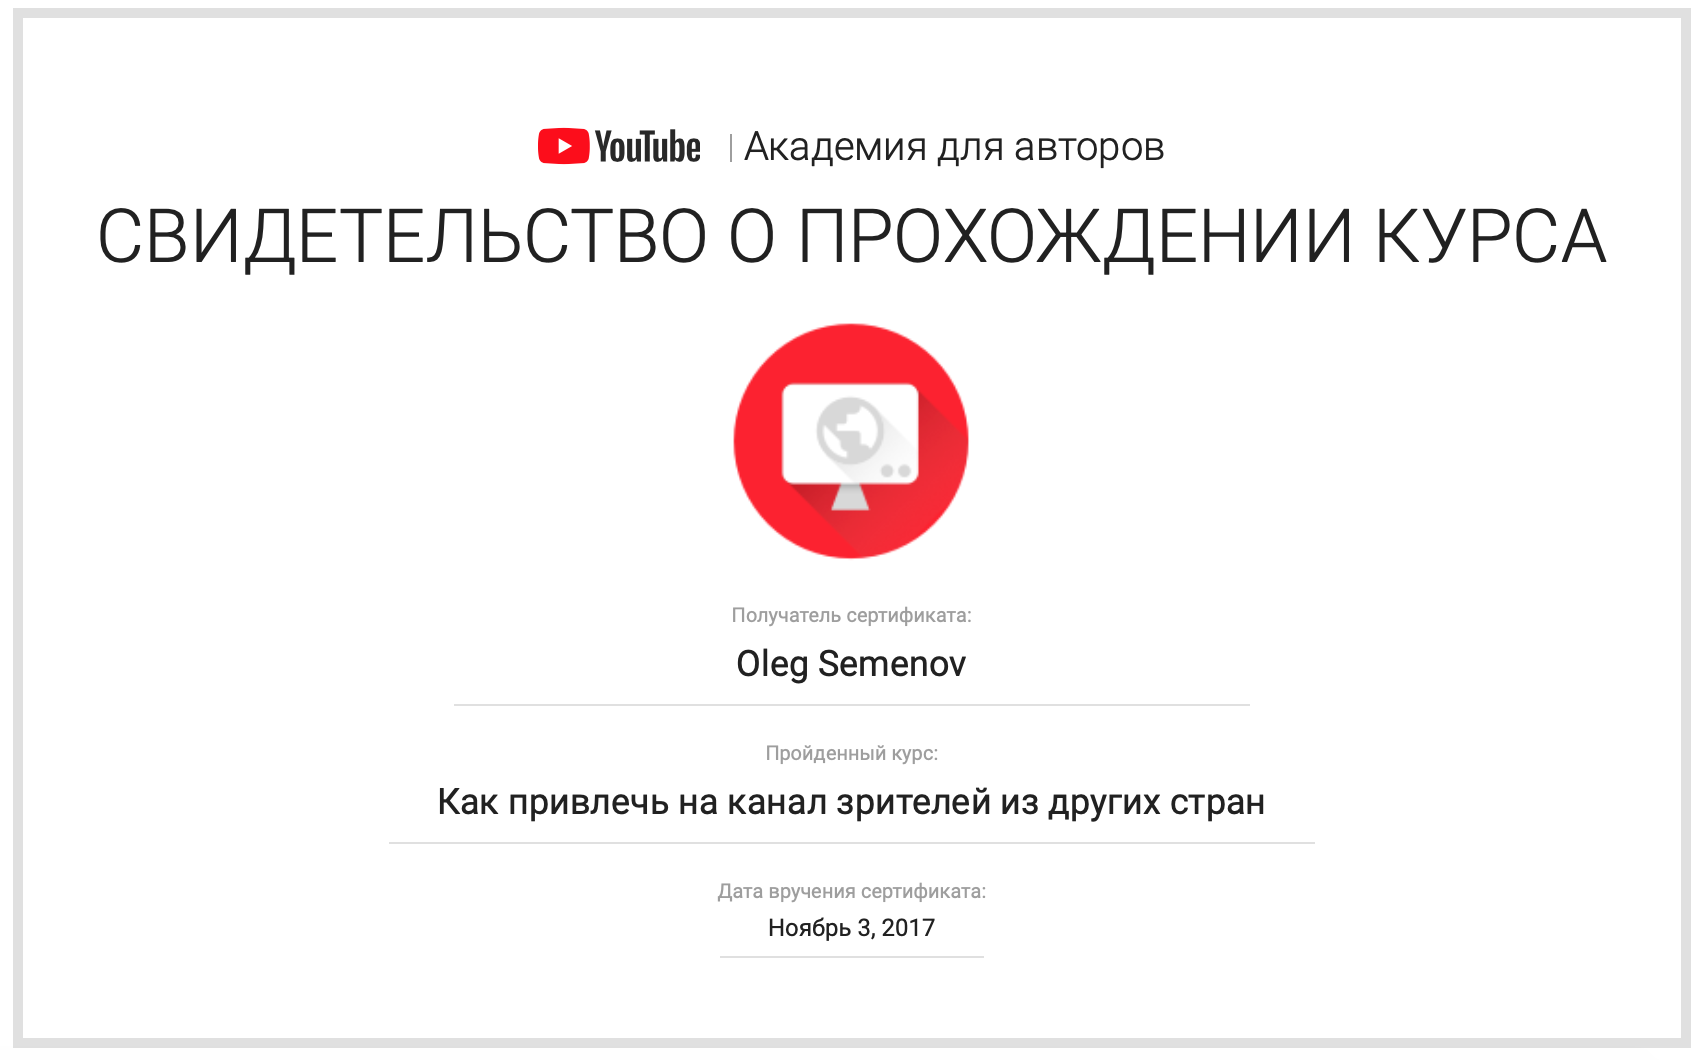 YouTube | Академия для авторов
СВИДЕТЕЛЬСТВО О ПРОХОЖДЕНИИ КУРСА
Получатель сертификата:
Oleg Semenov
Пройденный курс:
Как привлечь на канал зрителей из других стран
Дата вручения сертификата:
Ноябрь 3, 2017